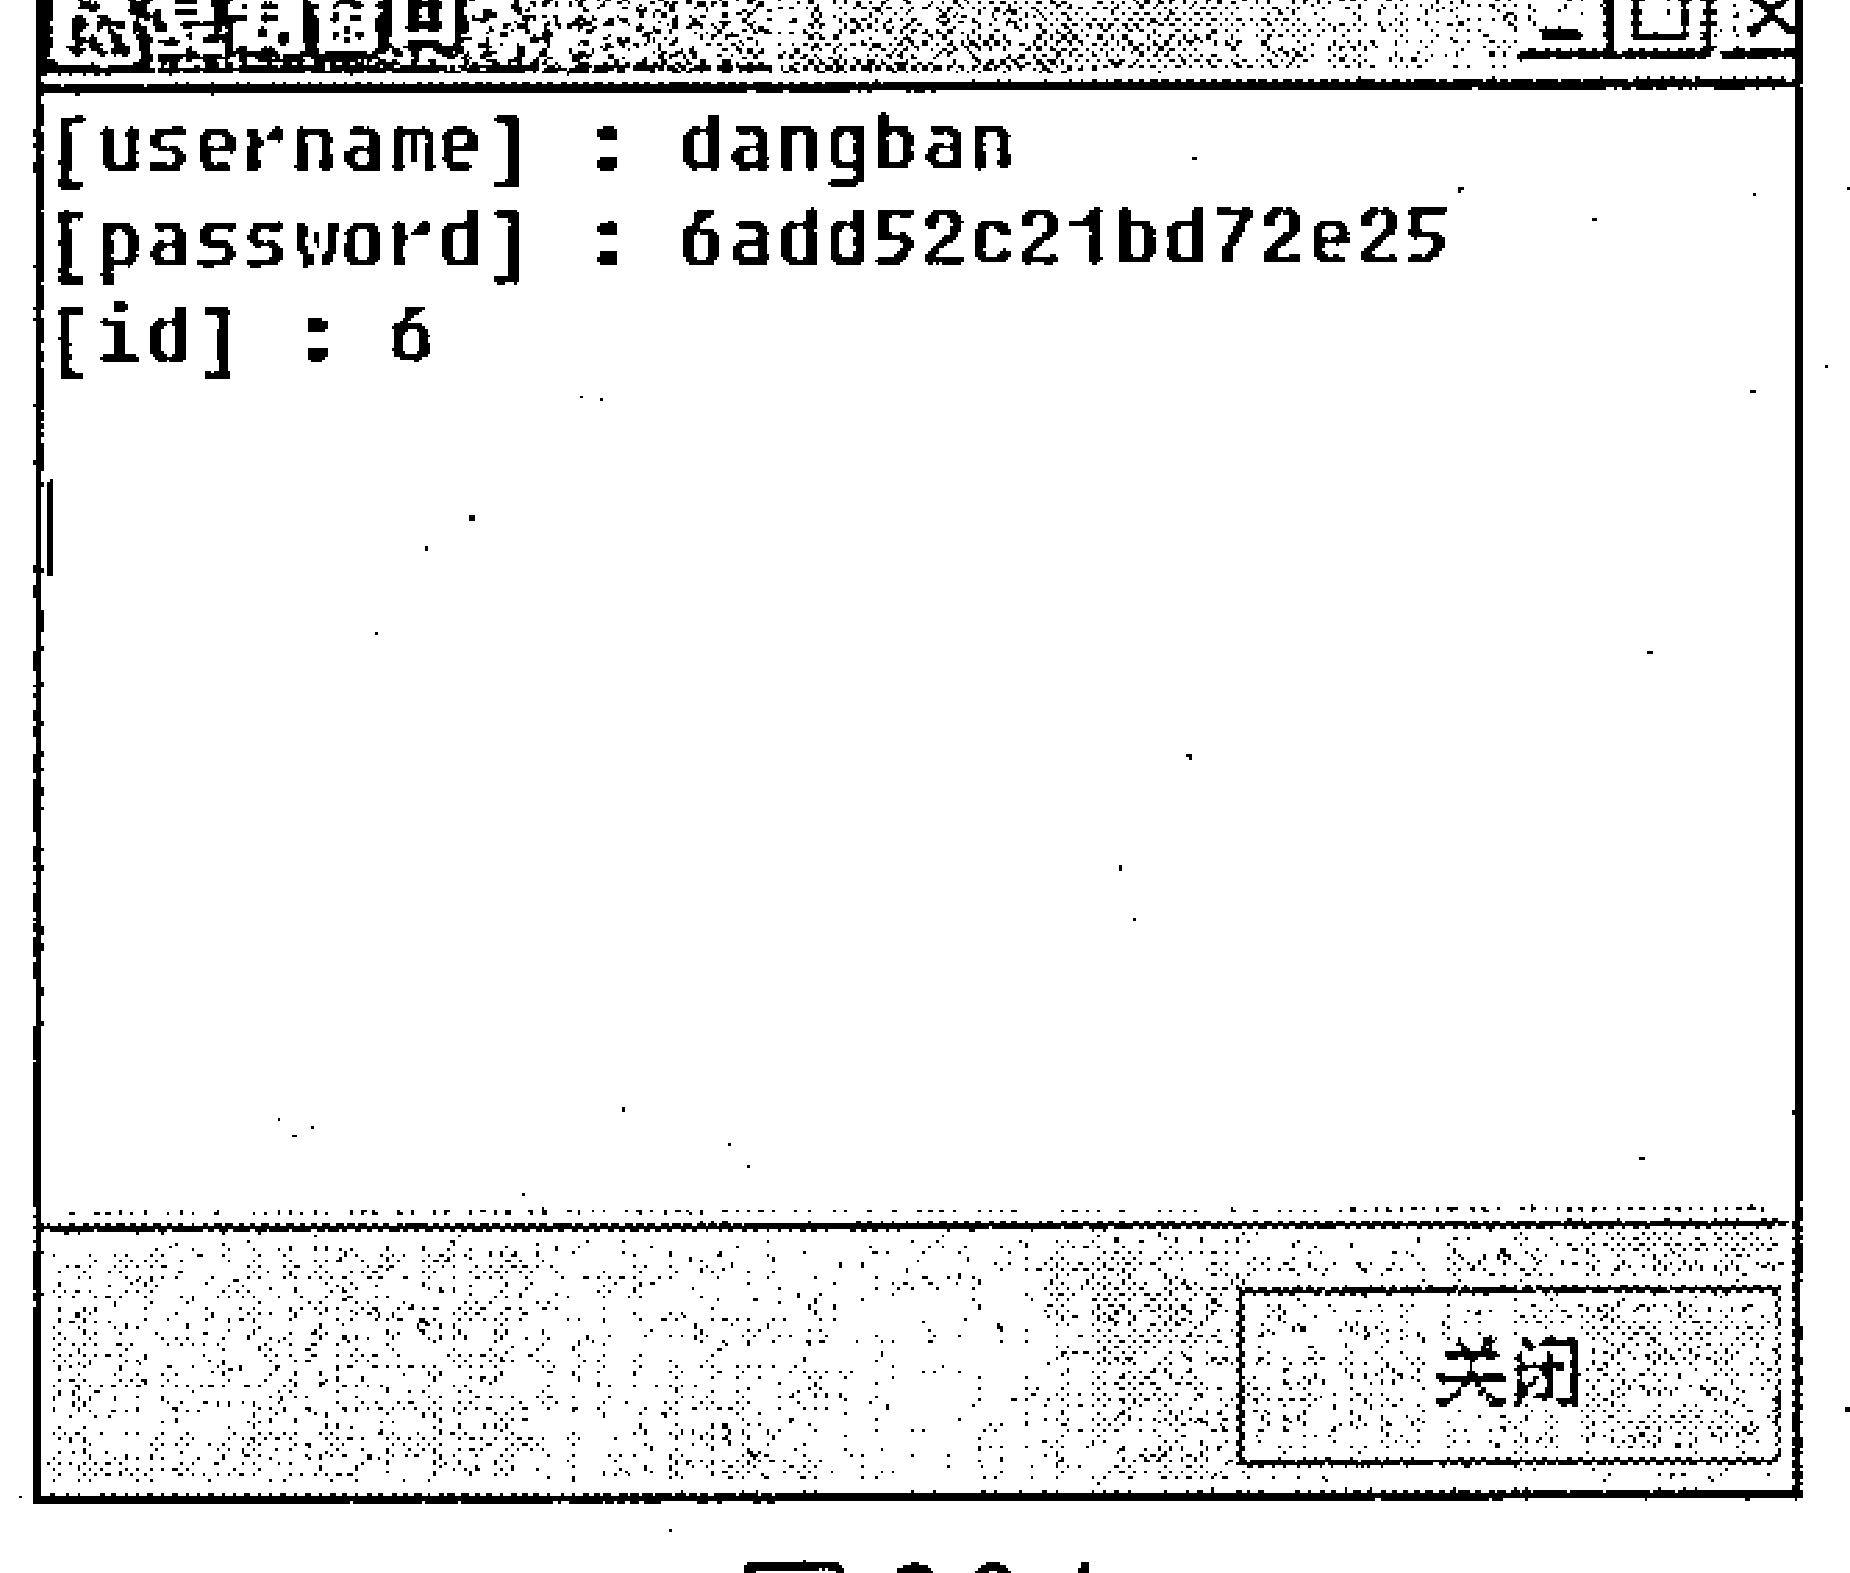 [username] : dangban
[password] : 6add52c21bd72e25
[id] : 6
关闭